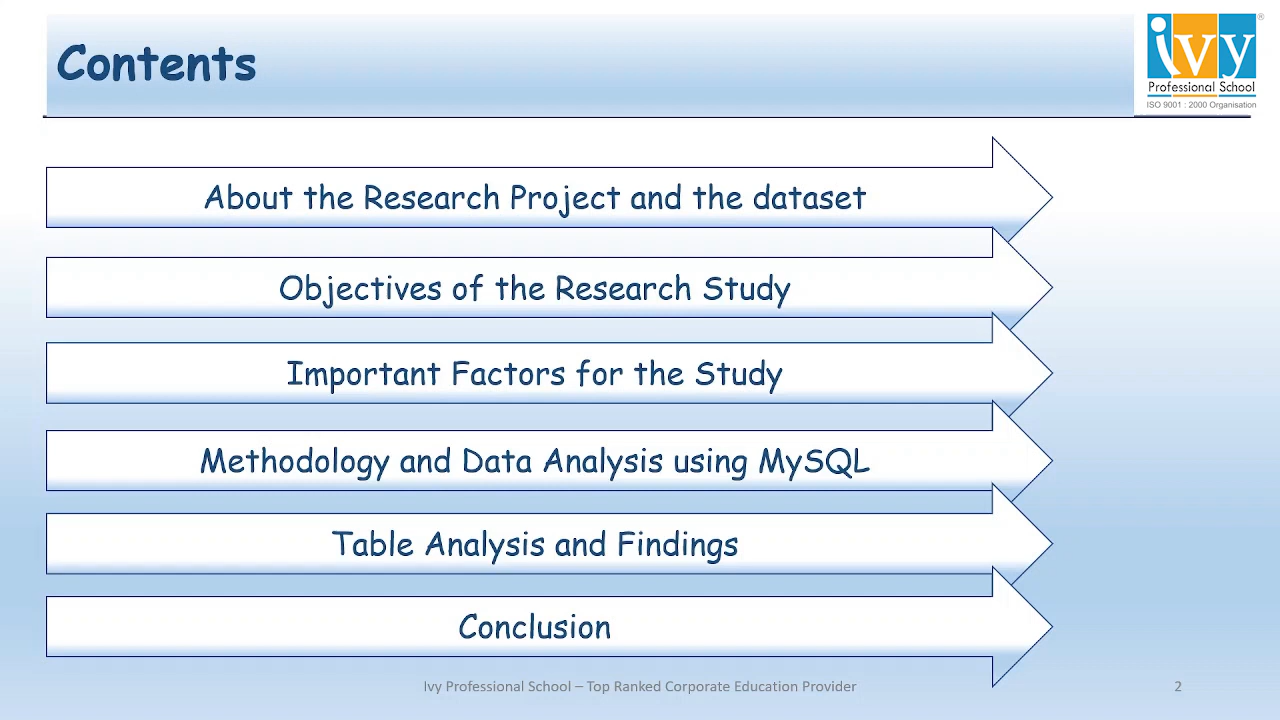 Contents
ivy
®
Professional School
ISO 9001 : 2000 Organisation
About the Research Project and the dataset
Objectives of the Research Study
Important Factors for the Study
Methodology and Data Analysis using MySQL
Table Analysis and Findings
Conclusion
Ivy Professional School – Top Ranked Corporate Education Provider
2